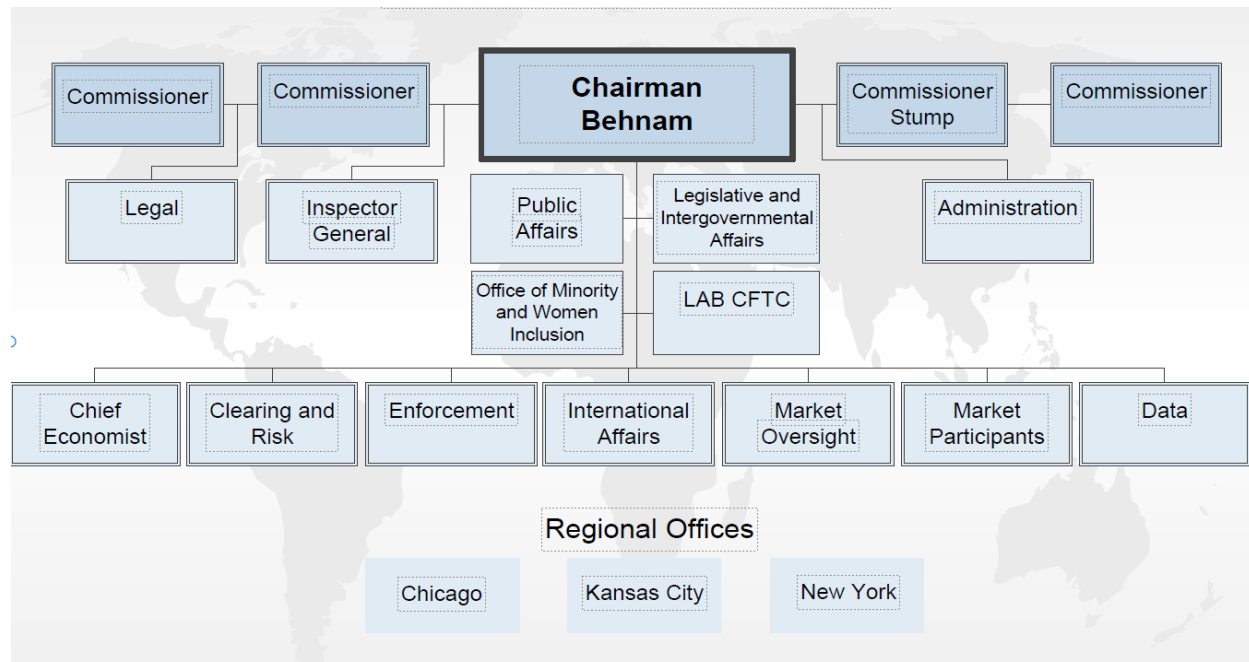 Commissioner
Commissioner
Chairman
Behnam
Commissioner
Stump
Commissioner
Legal
Inspector
General
Public
Affairs
Legislative and
Intergovernmental
Affairs
Administration
Office of Minority
and Women
Inclusion
LAB CFTC
Chief
Economist
Clearing and
Risk
Enforcement
International
Affairs
Market
Oversight
Market
Participants
Data
Regional Offices
Chicago
Kansas City
New York